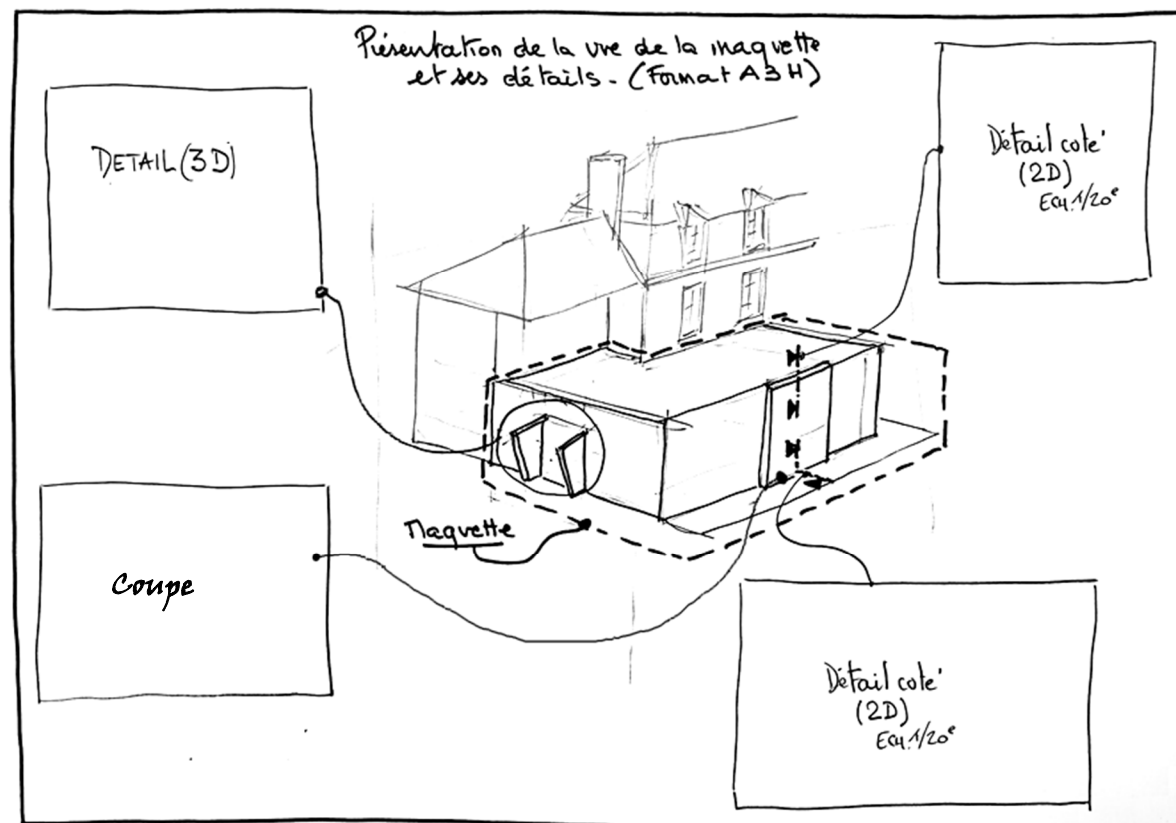 Présentation de la vue de la maquette
et ses détails - (Format A3H)
DETAIL (3D)
Détail coté
(2D)
Ech. 1/20e
Maquette
Coupe
Détail coté
(2D)
Ech. 1/20e